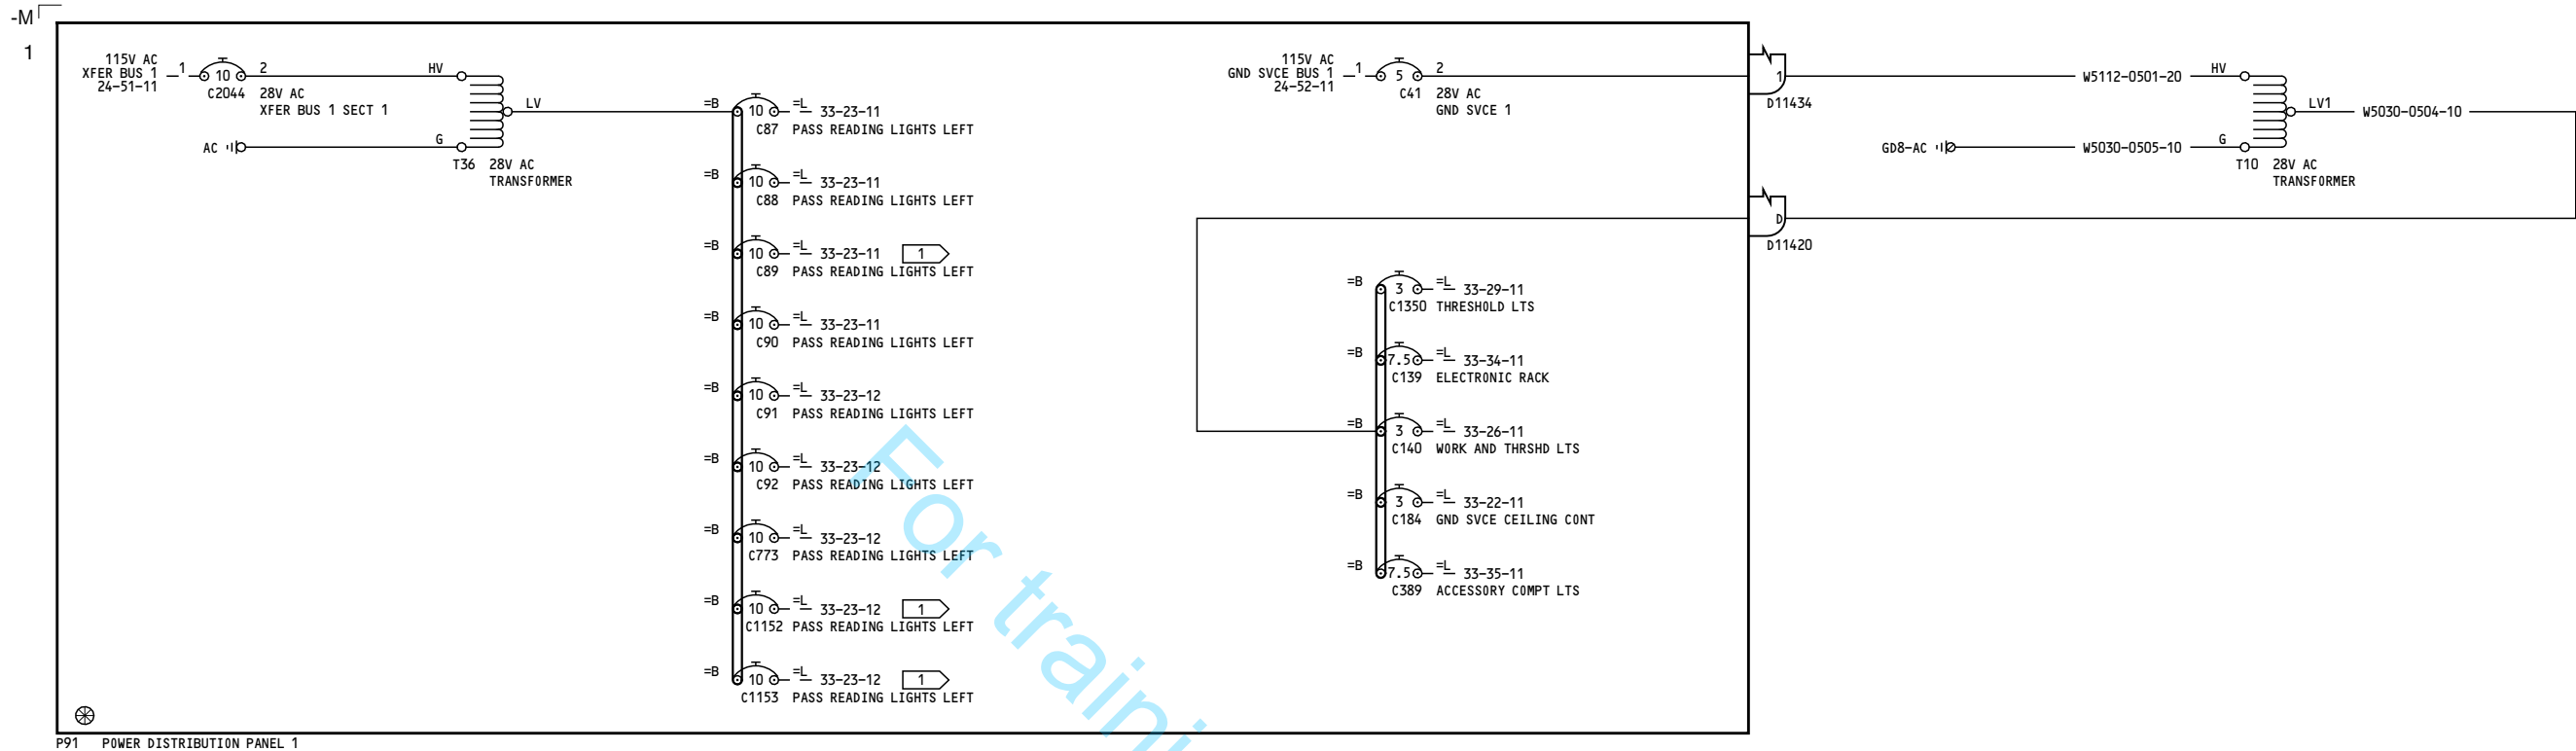 -M
1
115V AC
XFER BUS 1
24-51-11
1
10
2
C2044
28V AC
XFER BUS 1 SECT 1
HV
AC
G
LV
T36
28V AC
TRANSFORMER
=B 10 =L 33-23-11
C87 PASS READING LIGHTS LEFT
=B 10 =L 33-23-11
C88 PASS READING LIGHTS LEFT
=B 10 =L 33-23-11 1
C89 PASS READING LIGHTS LEFT
=B 10 =L 33-23-11
C90 PASS READING LIGHTS LEFT
=B 10 =L 33-23-12
C91 PASS READING LIGHTS LEFT
=B 10 =L 33-23-12
C92 PASS READING LIGHTS LEFT
=B 10 =L 33-23-12
C773 PASS READING LIGHTS LEFT
=B 10 =L 33-23-12 1
C1152 PASS READING LIGHTS LEFT
=B 10 =L 33-23-12 1
C1153 PASS READING LIGHTS LEFT
115V AC
GND SVCE BUS 1
24-52-11
1
5
2
C41
28V AC
GND SVCE 1
1
D11434
W5112-0501-20
HV
LV1
W5030-0504-10
GD8-AC
W5030-0505-10
G
T10
28V AC
TRANSFORMER
D
D11420
=B 3 =L 33-29-11
C1350 THRESHOLD LTS
=B 7.5 =L 33-34-11
C139 ELECTRONIC RACK
=B 3 =L 33-26-11
C140 WORK AND THRSHD LTS
=B 3 =L 33-22-11
C184 GND SVCE CEILING CONT
=B 7.5 =L 33-35-11
C389 ACCESSORY COMPT LTS
P91 POWER DISTRIBUTION PANEL 1
For traini